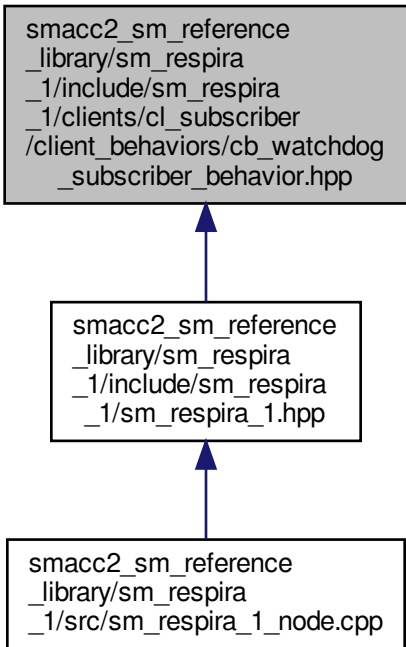 smacc2_sm_reference
_library/sm_respira
_1/include/sm_respira
_1/clients/cl_subscriber
/client_behaviors/cb_watchdog
_subscriber_behavior.hpp
smacc2_sm_reference
_library/sm_respira
_1/include/sm_respira
_1/sm_respira_1.hpp
smacc2_sm_reference
_library/sm_respira
_1/src/sm_respira_1_node.cpp